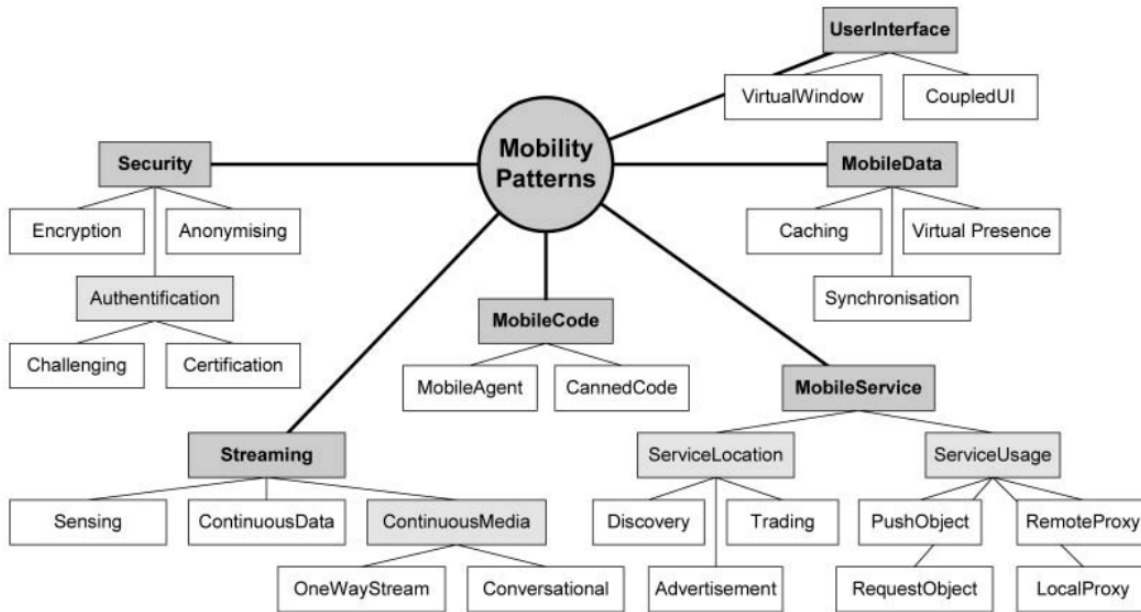 UserInterface
VirtualWindow
CoupledUI
Mobility
Patterns
Security
MobileData
Encryption
Anonymising
Caching
Virtual Presence
Authentification
Synchronisation
MobileCode
Challenging
Certification
MobileAgent
CannedCode
MobileService
Streaming
ServiceLocation
ServiceUsage
Sensing
ContinuousData
ContinuousMedia
Discovery
Trading
PushObject
RemoteProxy
OneWayStream
Conversational
Advertisement
RequestObject
LocalProxy